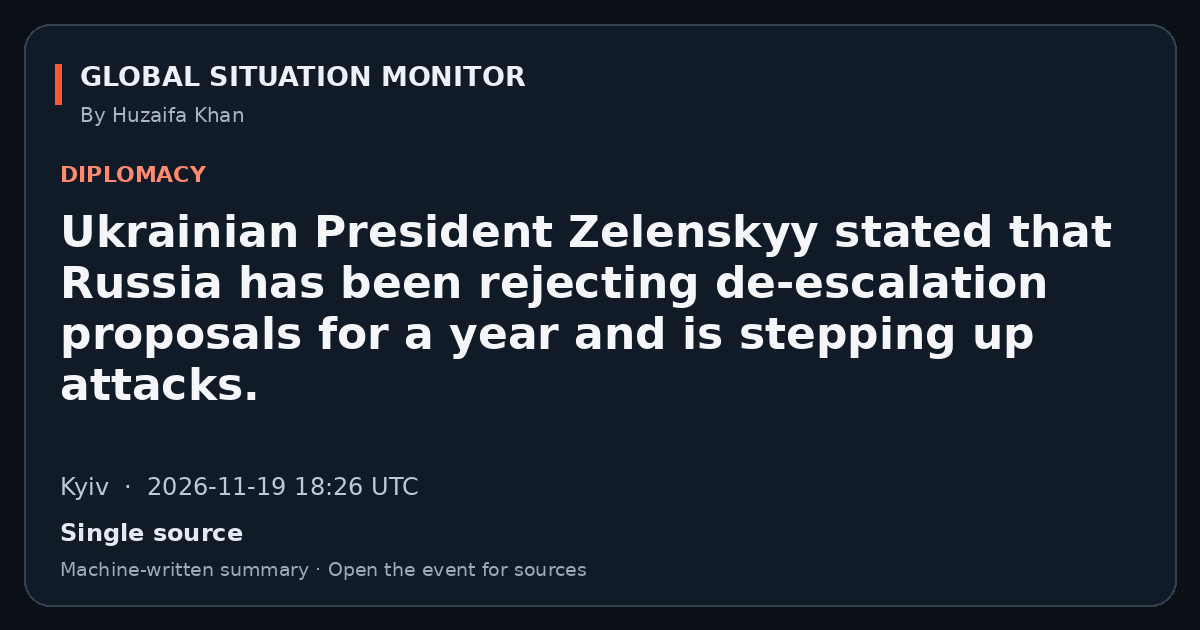 GLOBAL SITUATION MONITOR
By Huzaifa Khan
DIPLOMACY
Ukrainian President Zelenskyy stated that
Russia has been rejecting de-escalation
proposals for a year and is stepping up
attacks.
Kyiv · 2026-11-19 18:26 UTC
Single source
Machine-written summary · Open the event for sources